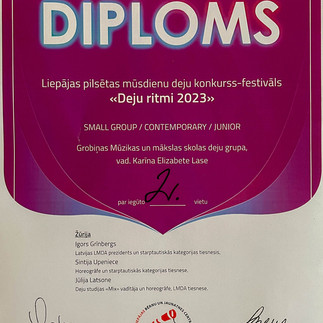 DIPLOMS
Liepājas pilsētas mūsdienu deju konkurss-festivāls
«Deju ritmi 2023»
SMALL GROUP / CONTEMPORARY / JUNIOR
Grobiņas Mūzikas un mākslas skolas deju grupa,
vad. Karīna Elizabete Lase
par iegūto 2. vietu
Žūrija
Igors Grinbergs
Latvijas LMDA prezidents un starptautiskās kategorijas tiesnesis,
Sintija Upeniece
Horeogrāfe un starptautiskās kategorijas tiesnese.
Jūlija Latsone
Deju studijas «Mix» vadītāja un horeogrāfe, LMDA tiesnese.